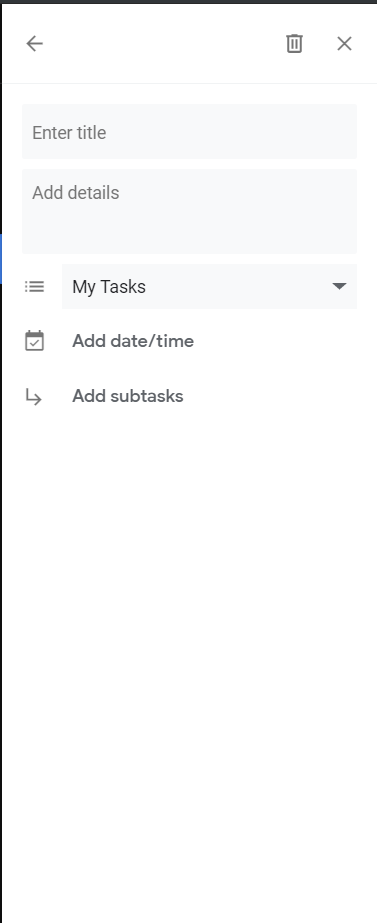 Enter title
Add details
My Tasks
Add date/time
Add subtasks